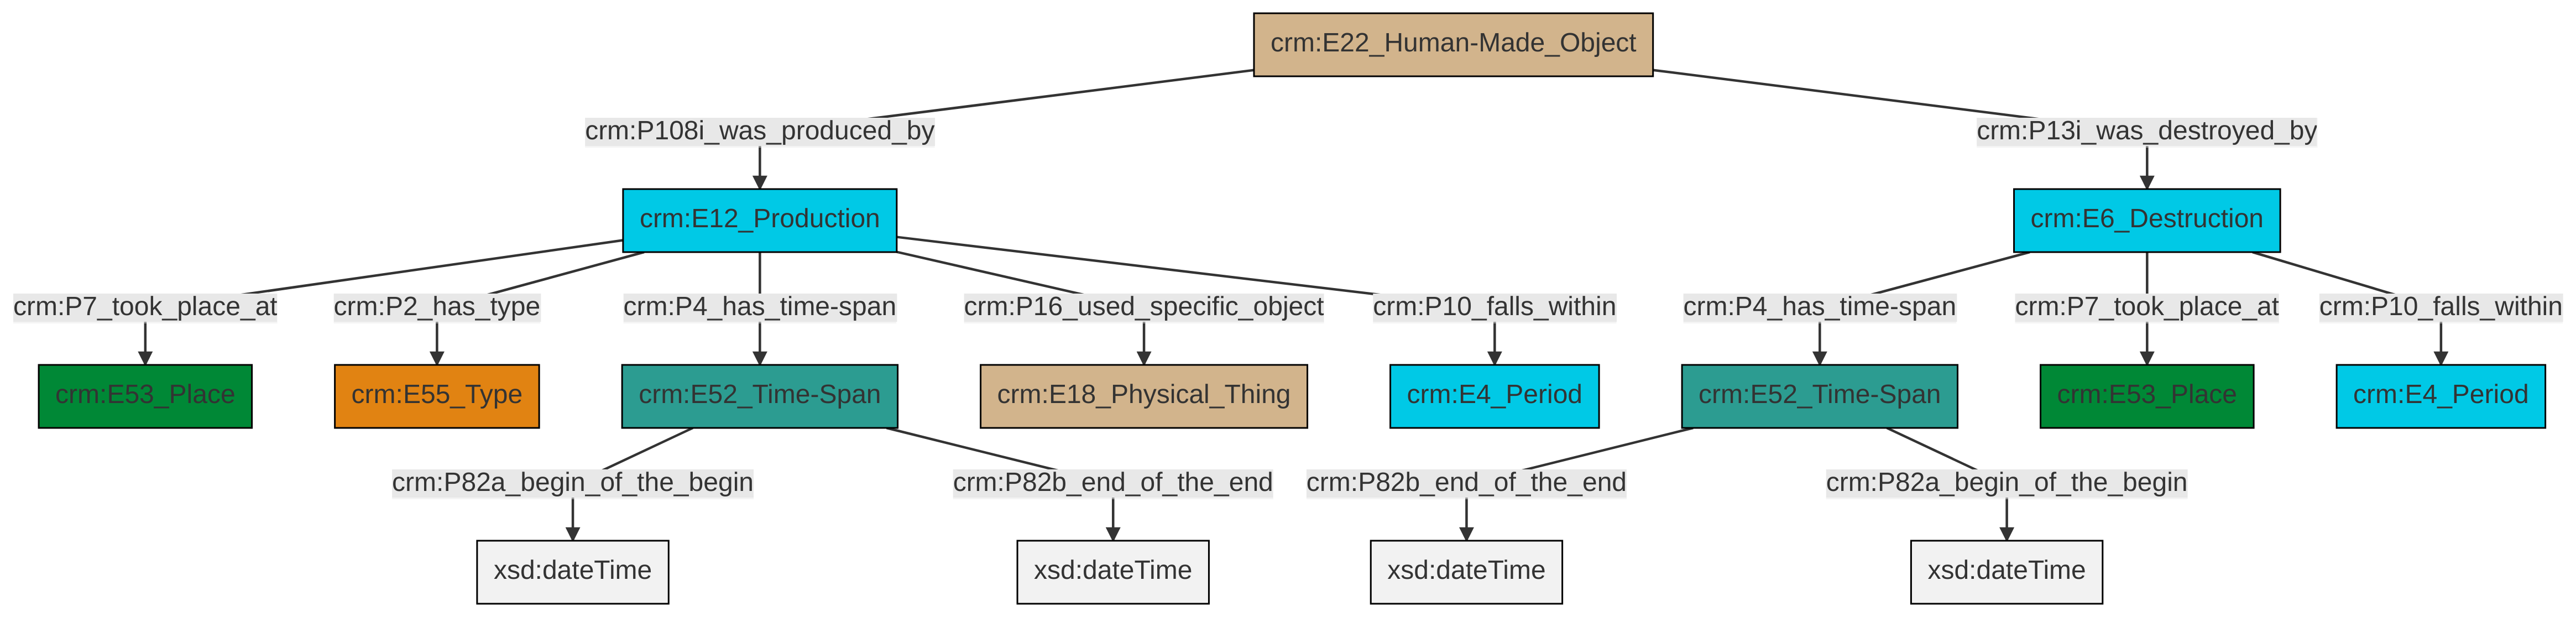 crm:E22_Human-Made_Object
crm:P108i_was_produced_by
crm:P13i_was_destroyed_by
crm:E12_Production
crm:E6_Destruction
crm:P7_took_place_at
crm:P2_has_type
crm:P4_has_time-span
crm:P16_used_specific_object
crm:P10_falls_within
crm:P4_has_time-span
crm:P7_took_place_at
crm:P10_falls_within
crm:E53_Place
crm:E55_Type
crm:E52_Time-Span
crm:E18_Physical_Thing
crm:E4_Period
crm:E52_Time-Span
crm:E53_Place
crm:E4_Period
crm:P82a_begin_of_the_begin
crm:P82b_end_of_the_end
crm:P82b_end_of_the_end
crm:P82a_begin_of_the_begin
xsd:dateTime
xsd:dateTime
xsd:dateTime
xsd:dateTime